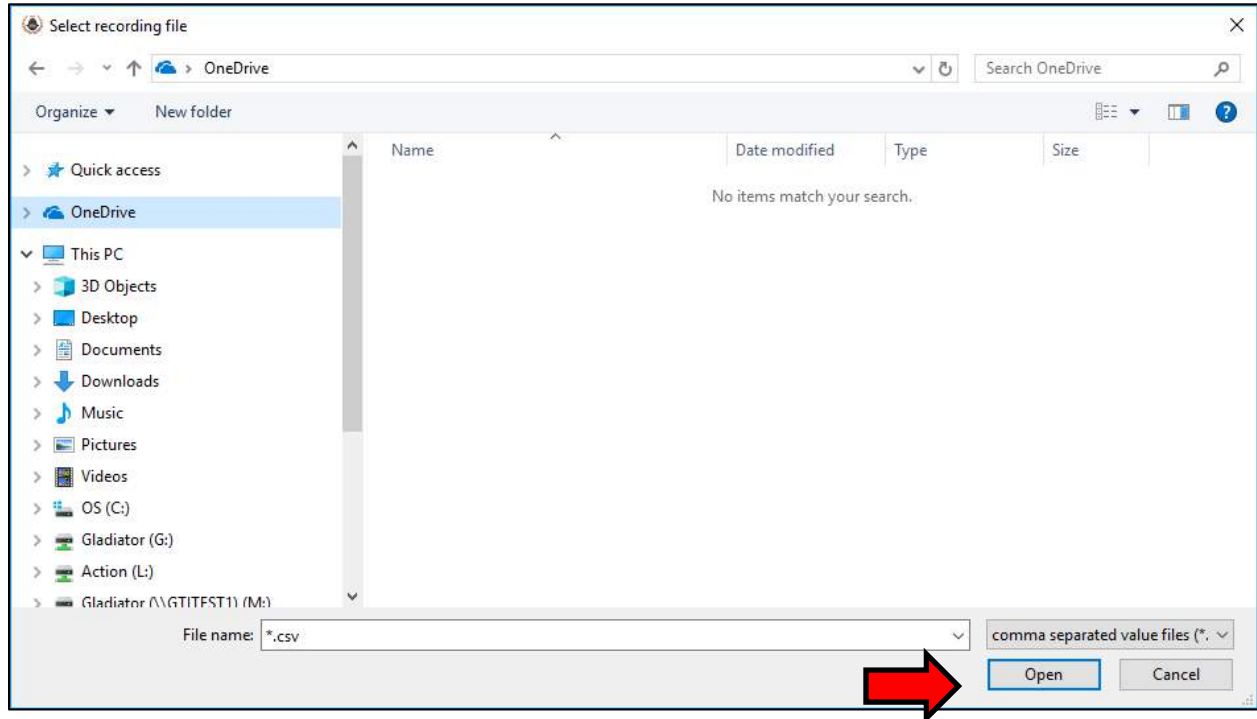 Select recording file
OneDrive
Search OneDrive
Organize
New folder
Name
Date modified
Type
Size
Quick access
No items match your search.
OneDrive
This PC
3D Objects
Desktop
Documents
Downloads
Music
Pictures
Videos
OS (C:)
Gladiator (G:)
Action (L:)
Gladiator (\\GTITEST1) (M:)
File name:
*.csv
comma separated value files (*.
Open
Cancel